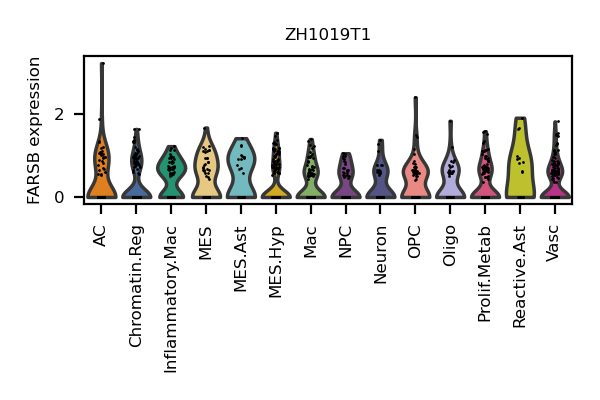 ZH1019T1
FARSB expression
2
0
AC
Chromatin.Reg
Inflammatory.Mac
MES
MES.Ast
MES.Hyp
Mac
NPC
Neuron
OPC
Oligo
Prolif.Metab
Reactive.Ast
Vasc